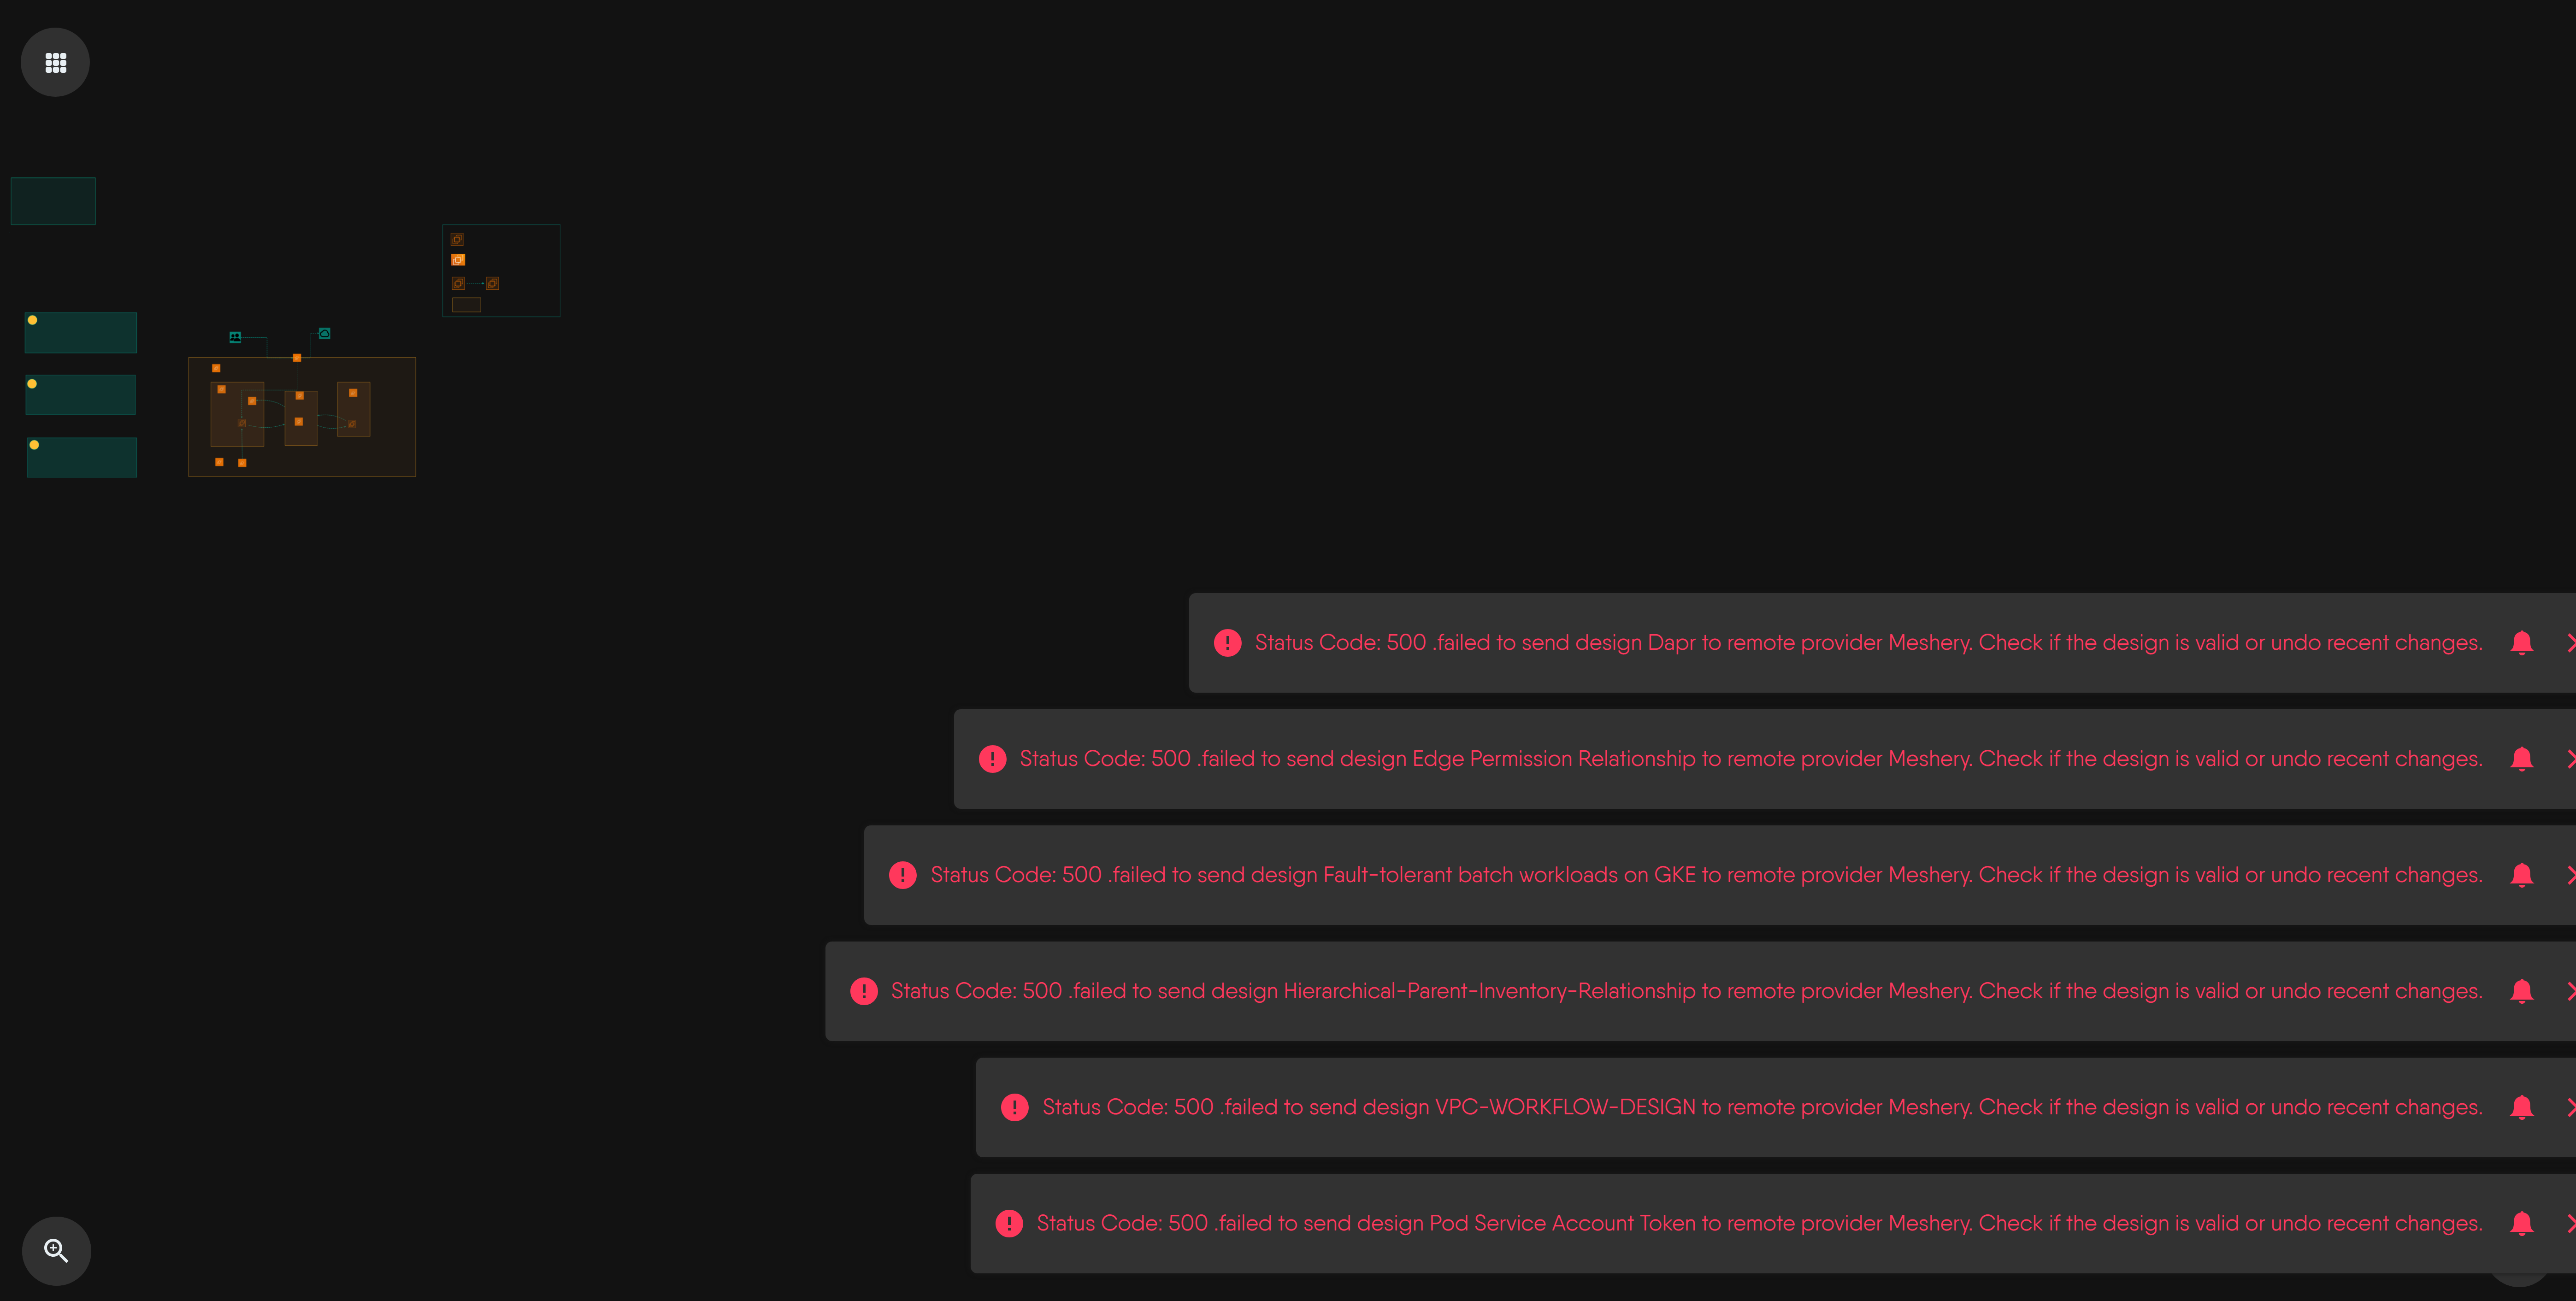 Status Code: 500 .failed to send design Dapr to remote provider Meshery. Check if the design is valid or undo recent changes.
Status Code: 500 .failed to send design Edge Permission Relationship to remote provider Meshery. Check if the design is valid or undo recent changes.
Status Code: 500 .failed to send design Fault-tolerant batch workloads on GKE to remote provider Meshery. Check if the design is valid or undo recent changes.
Status Code: 500 .failed to send design Hierarchical-Parent-Inventory-Relationship to remote provider Meshery. Check if the design is valid or undo recent changes.
Status Code: 500 .failed to send design VPC-WORKFLOW-DESIGN to remote provider Meshery. Check if the design is valid or undo recent changes.
Status Code: 500 .failed to send design Pod Service Account Token to remote provider Meshery. Check if the design is valid or undo recent changes.